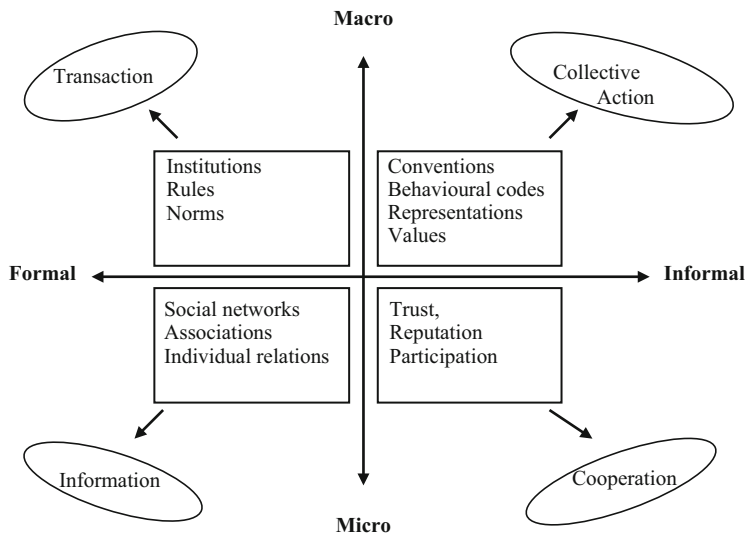 Macro
Transaction
Collective
Action
Institutions
Rules
Norms
Conventions
Behavioural codes
Representations
Values
Formal
Informal
Social networks
Associations
Individual relations
Trust,
Reputation
Participation
Information
Cooperation
Micro